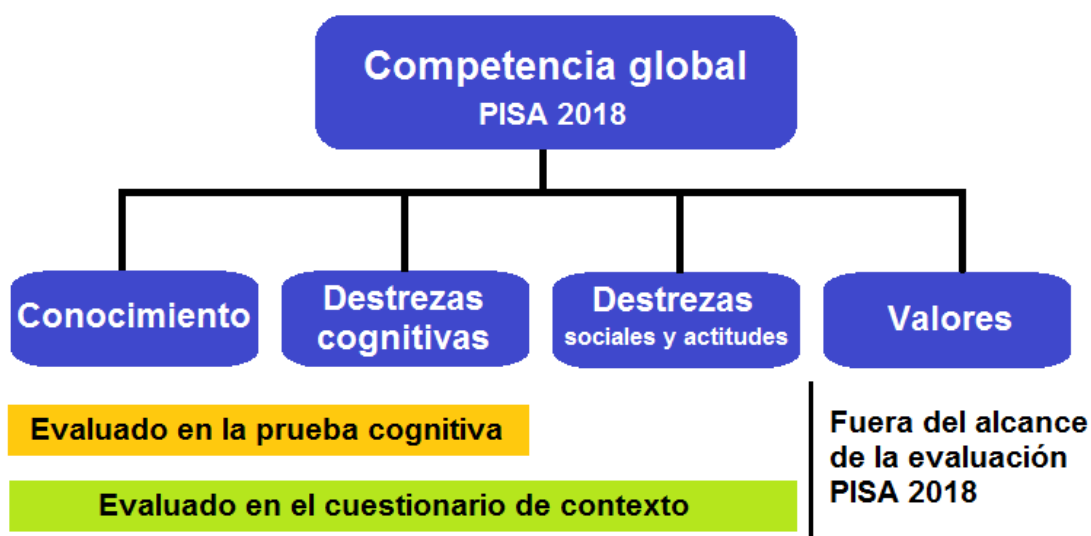 Competencia global
PISA 2018
Conocimiento
Destrezas
cognitivas
Destrezas
sociales y actitudes
Valores
Evaluado en la prueba cognitiva
Evaluado en el cuestionario de contexto
Fuera del alcance
de la evaluación
PISA 2018